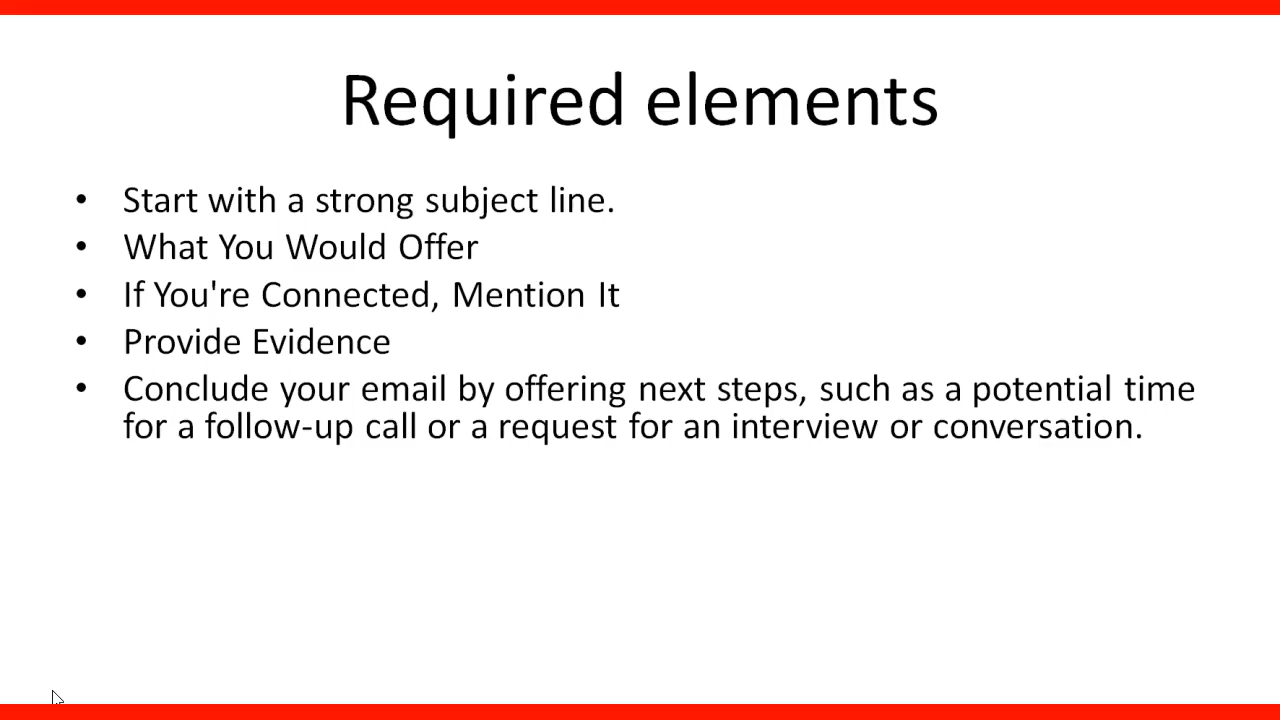 Required elements
• Start with a strong subject line.
• What You Would Offer
• If You're Connected, Mention It
• Provide Evidence
• Conclude your email by offering next steps, such as a potential time
for a follow-up call or a request for an interview or conversation.